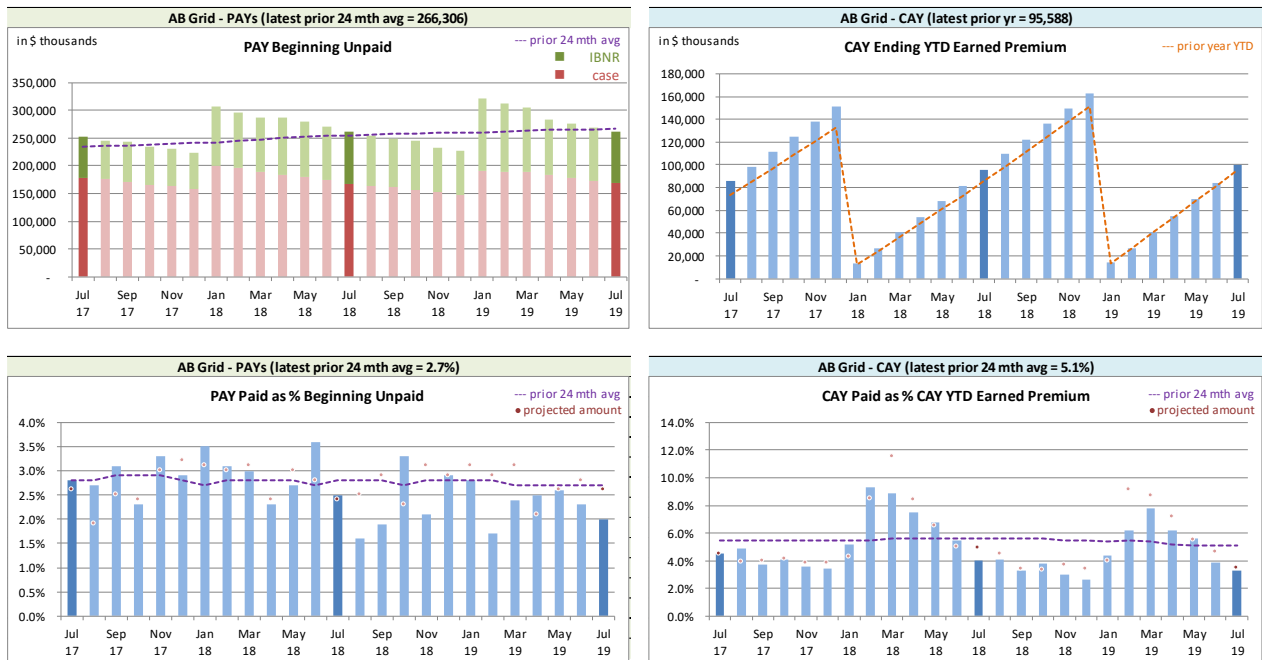 AB Grid - PAYs (latest prior 24 mth avg = 266,306)
in $ thousands
PAY Beginning Unpaid
--- prior 24 mth avg
IBNR
case
350,000
300,000
250,000
200,000
150,000
100,000
50,000
-
Jul Sep Nov Jan Mar May Jul Sep Nov Jan Mar May Jul
17 17 17 18 18 18 18 18 18 19 19 19 19
AB Grid - CAY (latest prior yr = 95,588)
in $ thousands
CAY Ending YTD Earned Premium
--- prior year YTD
180,000
160,000
140,000
120,000
100,000
80,000
60,000
40,000
20,000
-
Jul Sep Nov Jan Mar May Jul Sep Nov Jan Mar May Jul
17 17 17 18 18 18 18 18 18 19 19 19 19
AB Grid - PAYs (latest prior 24 mth avg = 2.7%)
PAY Paid as % Beginning Unpaid
--- prior 24 mth avg
• projected amount
4.0%
3.5%
3.0%
2.5%
2.0%
1.5%
1.0%
0.5%
0.0%
Jul Sep Nov Jan Mar May Jul Sep Nov Jan Mar May Jul
17 17 17 18 18 18 18 18 18 19 19 19 19
AB Grid - CAY (latest prior 24 mth avg = 5.1%)
CAY Paid as % CAY YTD Earned Premium
--- prior 24 mth avg
• projected amount
14.0%
12.0%
10.0%
8.0%
6.0%
4.0%
2.0%
0.0%
Jul Sep Nov Jan Mar May Jul Sep Nov Jan Mar May Jul
17 17 17 18 18 18 18 18 18 19 19 19 19